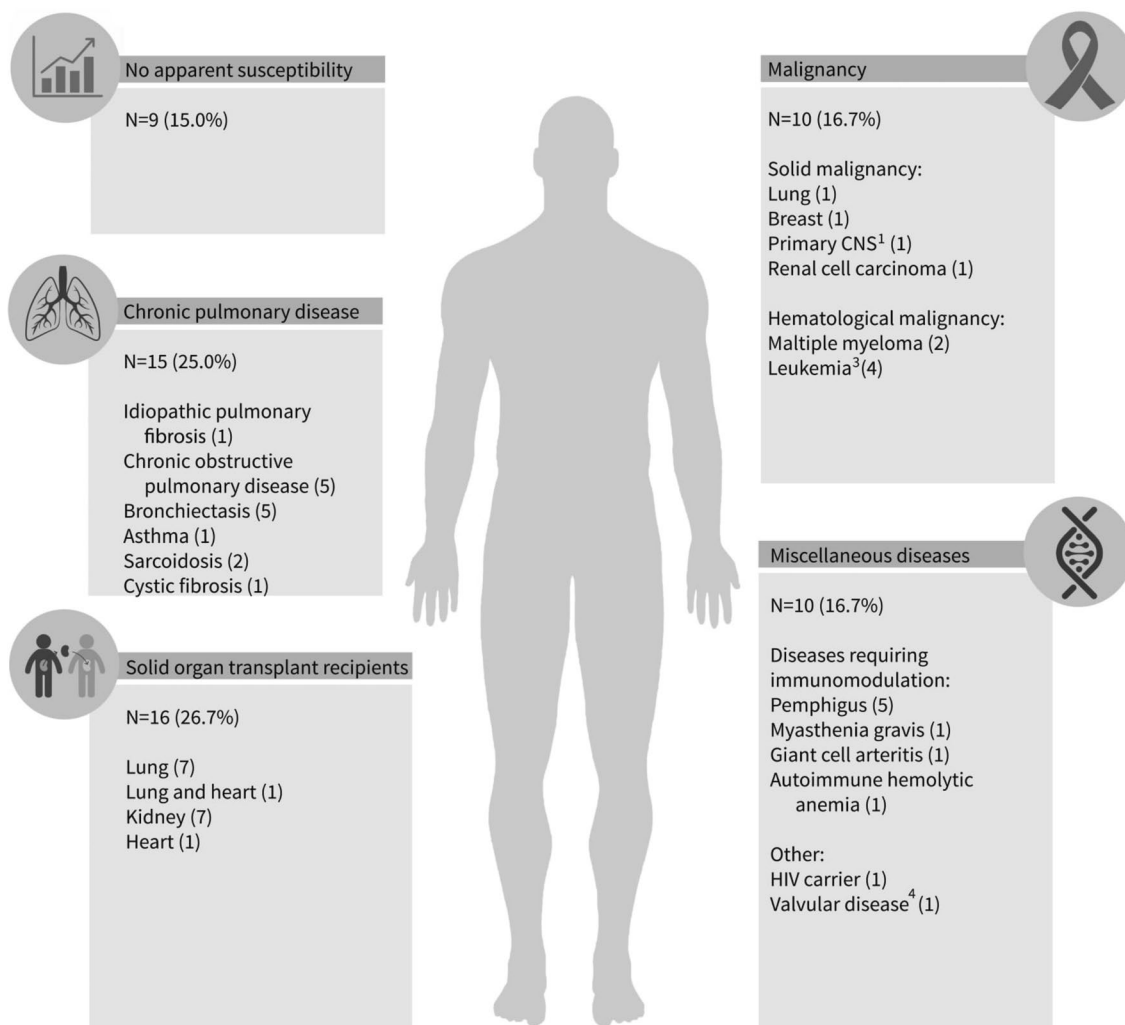 No apparent susceptibility
N=9 (15.0%)
Chronic pulmonary disease
N=15 (25.0%)
Idiopathic pulmonary
fibrosis (1)
Chronic obstructive
pulmonary disease (5)
Bronchiectasis (5)
Asthma (1)
Sarcoidosis (2)
Cystic fibrosis (1)
Solid organ transplant recipients
N=16 (26.7%)
Lung (7)
Lung and heart (1)
Kidney (7)
Heart (1)
Malignancy
N=10 (16.7%)
Solid malignancy:
Lung (1)
Breast (1)
Primary CNS¹ (1)
Renal cell carcinoma (1)
Hematological malignancy:
Maltiple myeloma (2)
Leukemia³(4)
Miscellaneous diseases
N=10 (16.7%)
Diseases requiring
immunomodulation:
Pemphigus (5)
Myasthenia gravis (1)
Giant cell arteritis (1)
Autoimmune hemolytic
anemia (1)
Other:
HIV carrier (1)
Valvular disease⁴ (1)